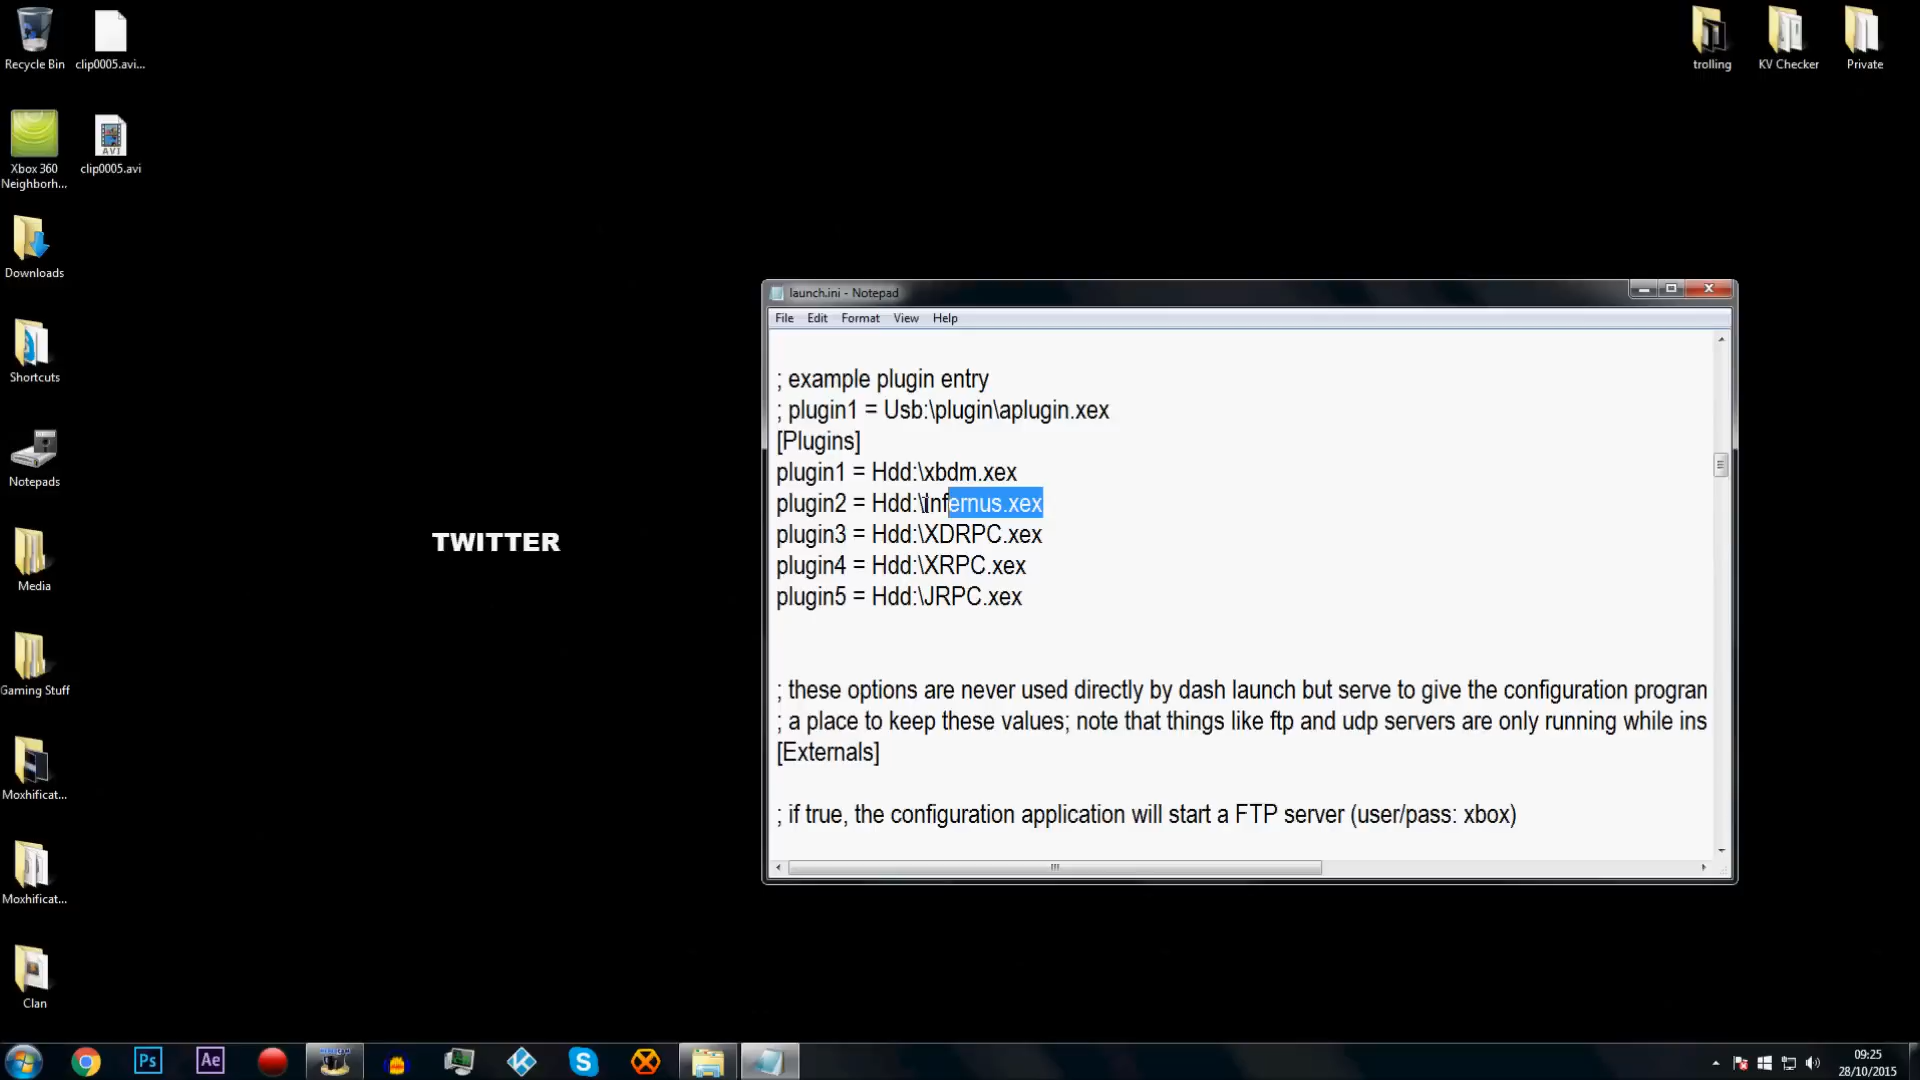 Recycle Bin
clip0005.avi...
trolling
KV Checker
Private
Xbox 360
Neighborh...
clip0005.avi
AVI
Downloads
Shortcuts
Notepads
Media
Gaming Stuff
Moxhificat...
Moxhificat...
Clan
TWITTER
launch.ini - Notepad
File Edit Format View Help
; example plugin entry
; plugin1 = Usb:\plugin\aplugin.xex
[Plugins]
plugin1 = Hdd:\xbdm.xex
plugin2 = Hdd:\Infernus.xex
plugin3 = Hdd:\XDRPC.xex
plugin4 = Hdd:\XRPC.xex
plugin5 = Hdd:\JRPC.xex
; these options are never used directly by dash launch but serve to give the configuration progran
; a place to keep these values; note that things like ftp and udp servers are only running while ins
[Externals]
; if true, the configuration application will start a FTP server (user/pass: xbox)
Ps
Ae
S
09:25
28/10/2015